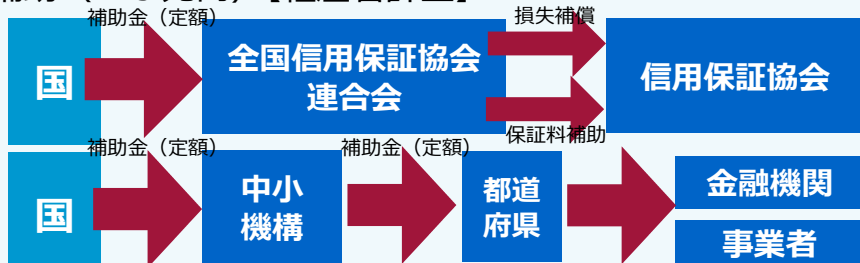 補助金（定額）
損失補償
国
全国信用保証協会
連合会
信用保証協会
保証料補助
補助金（定額）
補助金（定額）
国
中小
機構
都道
府県
金融機関
事業者